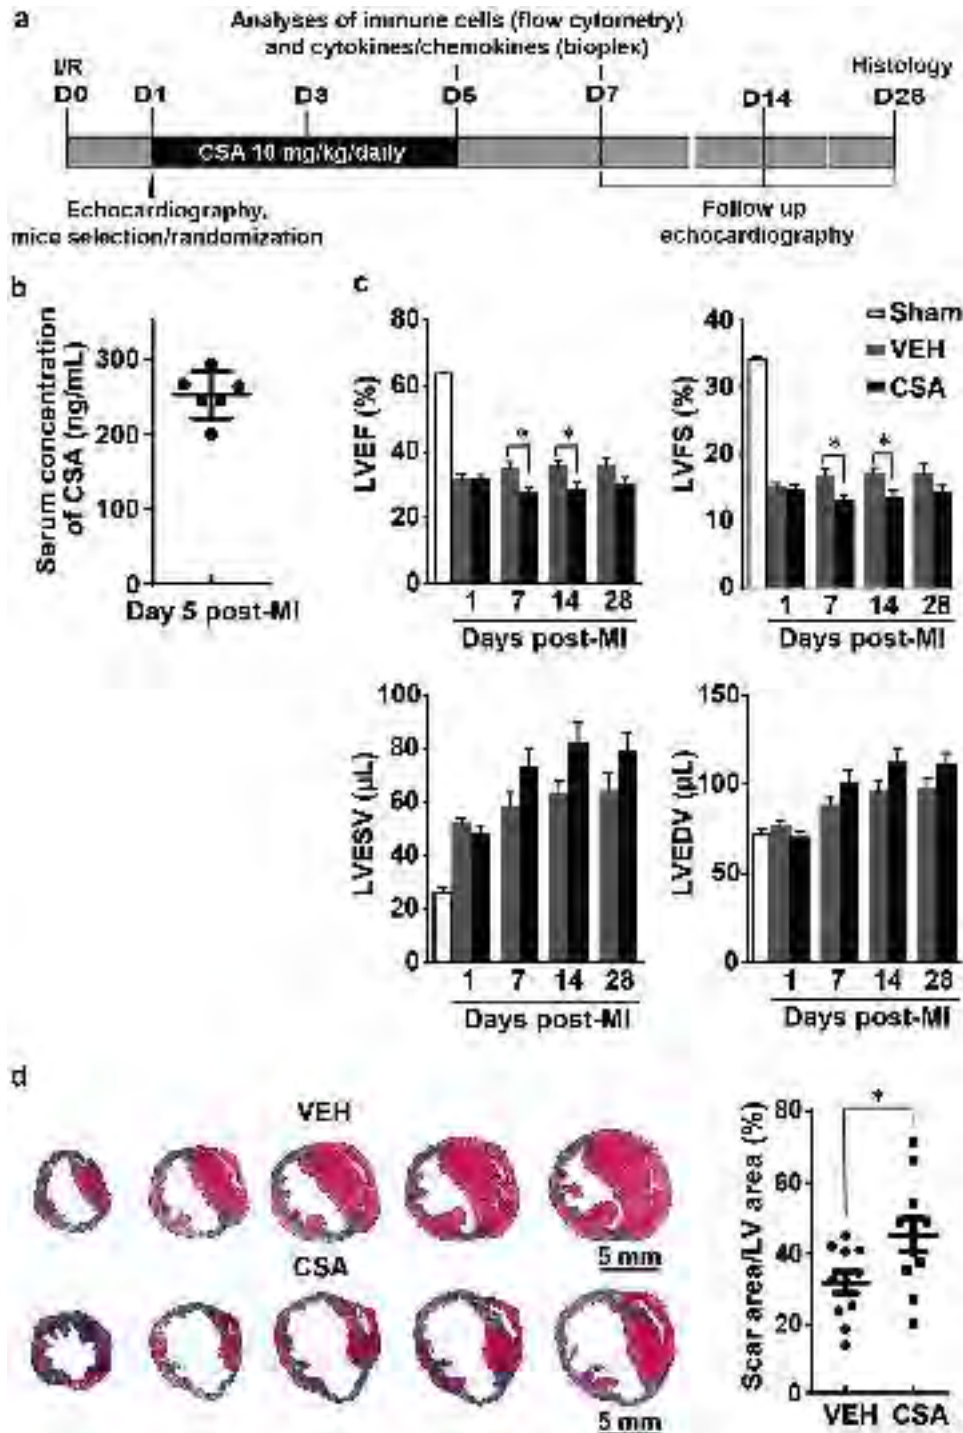 a
Analyses of immune cells (flow cytometry)
and cytokines/chemokines (bioplex)
I/R
Histology
D0 D1 D3 D5 D7 D14 D28
CSA 10 mg/kg/daily
Echocardiography,
mice selection/randomization
Follow up
echocardiography
b
Serum concentration
of CSA (ng/mL)
300
200
100
0
Day 5 post-MI
c
LVEF (%)
80
60
40
20
0
* *
1 7 14 28
Days post-MI
LVFS (%)
40
30
20
10
0
* *
1 7 14 28
Days post-MI
Sham
VEH
CSA
LVESV (µL)
100
80
60
40
20
0
1 7 14 28
Days post-MI
LVEDV (µL)
150
100
50
0
1 7 14 28
Days post-MI
d
VEH
5 mm
CSA
5 mm
Scar area/LV area (%)
80
60
40
20
0
*
VEH CSA